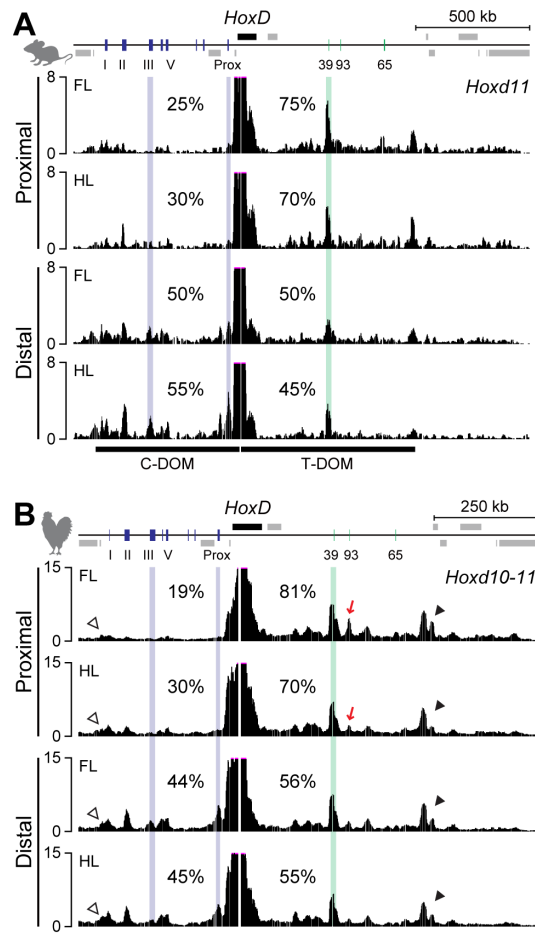 A
HoxD
500 kb
I II III V Prox 39 93 65
Hoxd11
Proximal
8
FL
25% 75%
0
8
HL
30% 70%
0
Distal
8
FL
50% 50%
0
8
HL
55% 45%
0
C-DOM T-DOM
B
HoxD
250 kb
I II III V Prox 39 93 65
Hoxd10-11
Proximal
15
FL
19% 81%
0
15
HL
30% 70%
0
Distal
15
FL
44% 56%
0
15
HL
45% 55%
0